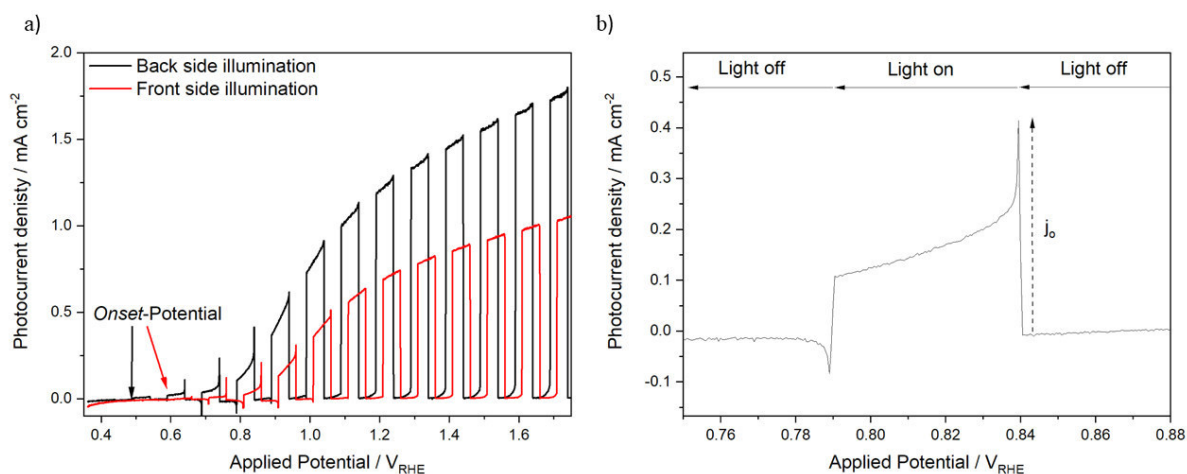 a)
2.0
Back side illumination
Front side illumination
1.5
1.0
0.5
0.0
Onset-Potential
Photocurrent denisty / mA cm⁻²
0.4 0.6 0.8 1.0 1.2 1.4 1.6
Applied Potential / V_RHE
b)
0.5
Light off Light on Light off
0.4
0.3
0.2
0.1
0.0
-0.1
j_o
Photocurrent density / mA cm⁻²
0.76 0.78 0.80 0.82 0.84 0.86 0.88
Applied Potential / V_RHE